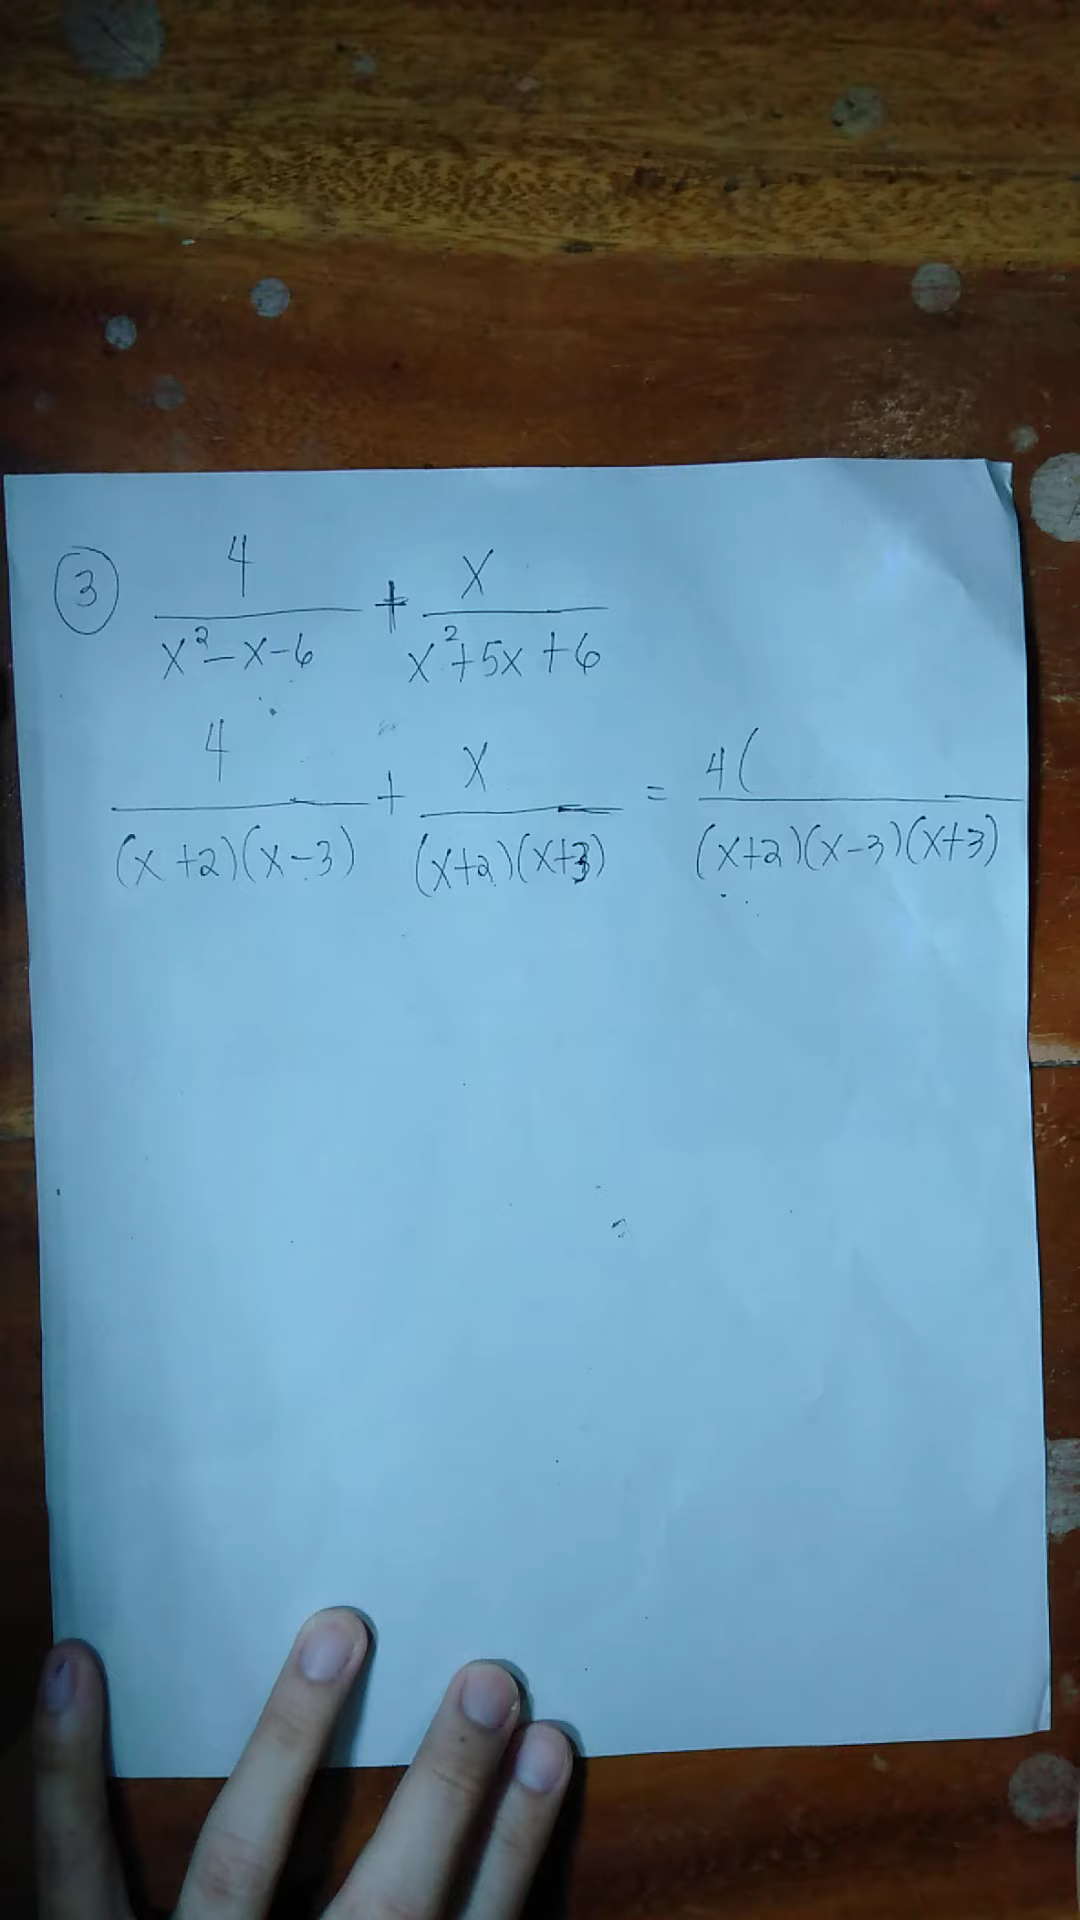 ③ 4/(x²-x-6) + x/(x²+5x+6)
4/((x+2)(x-3)) + x/((x+2)(x+3)) = 4(/((x+2)(x-3)(x+3))